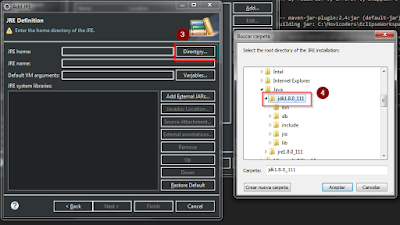 Add JRE
JRE Definition
Enter the home directory of the JRE.
3
JRE home:
Directory...
JRE name:
Default VM arguments:
Variables...
JRE system libraries:
Add External JARs...
Javadoc Location...
Source Attachment...
External annotations...
Remove
Up
Down
Restore Default
< Back
Next >
Finish
Cancel
Add...
Edit...
maven-jar-plugin:2.4:jar (default-jar)
Building jar: C:\Novicoders\
Buscar carpeta
Select the root directory of the JRE installation:
Intel
Internet Explorer
Java
jdk1.8.0_111
4
bin
db
include
jre
lib
jre1.8.0_111
Carpeta:
jdk1.8.0_111
Crear nueva carpeta
Aceptar
Cancelar